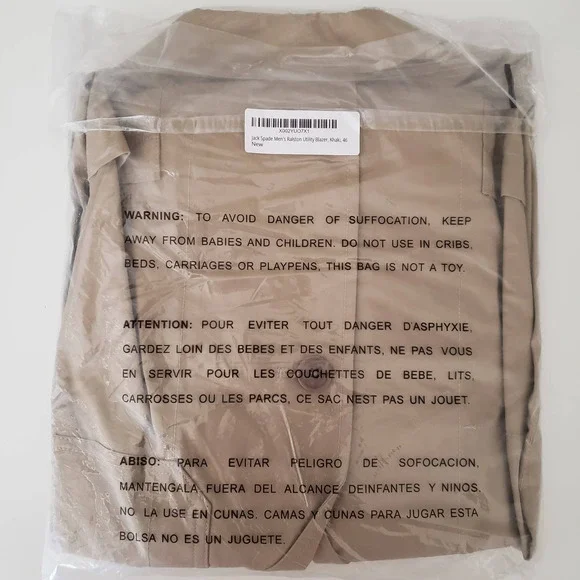 X002YUOTK1
Jack Spade Men's Ralston Utility Blazer, Khaki, 40
New
WARNING: TO AVOID DANGER OF SUFFOCATION, KEEP
AWAY FROM BABIES AND CHILDREN. DO NOT USE IN CRIBS,
BEDS, CARRIAGES OR PLAYPENS, THIS BAG IS NOT A TOY.
ATTENTION: POUR EVITER TOUT DANGER D'ASPHYXIE,
GARDEZ LOIN DES BEBES ET DES ENFANTS, NE PAS VOUS
EN SERVIR POUR LES COUCHETTES DE BEBE, LITS,
CARROSSES OU LES PARCS, CE SAC NEST PAS UN JOUET.
ABISO: PARA EVITAR PELIGRO DE SOFOCACION,
MANTENGALA FUERA DEL ALCANCE DEINFANTES Y NINOS,
NO LA USE EN CUNAS. CAMAS Y CUNAS PARA JUGAR ESTA
BOLSA NO ES UN JUGUETE.